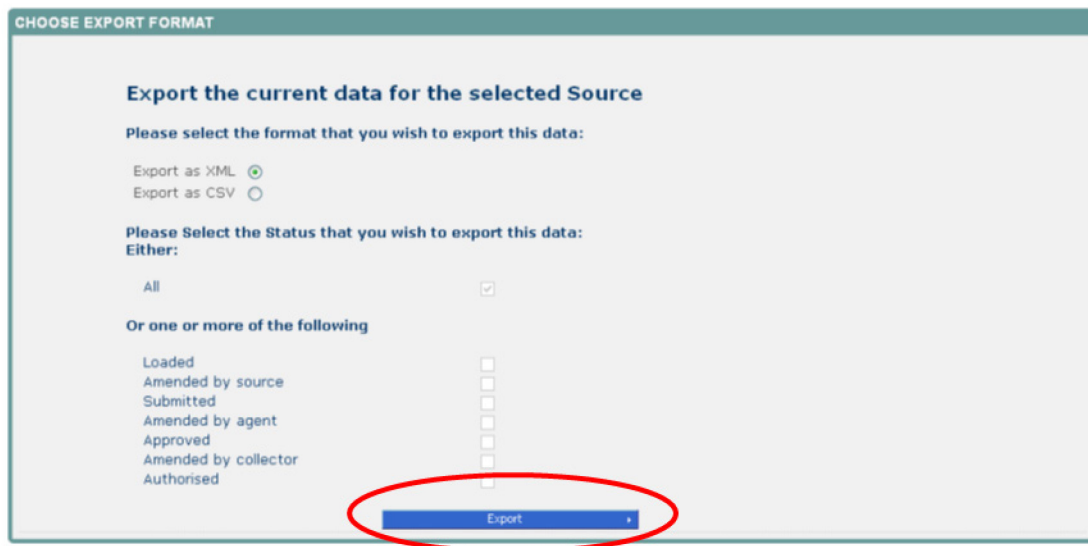 CHOOSE EXPORT FORMAT
Export the current data for the selected Source
Please select the format that you wish to export this data:
Export as XML
Export as CSV
Please Select the Status that you wish to export this data:
Either:
All
Or one or more of the following
Loaded
Amended by source
Submitted
Amended by agent
Approved
Amended by collector
Authorised
Export